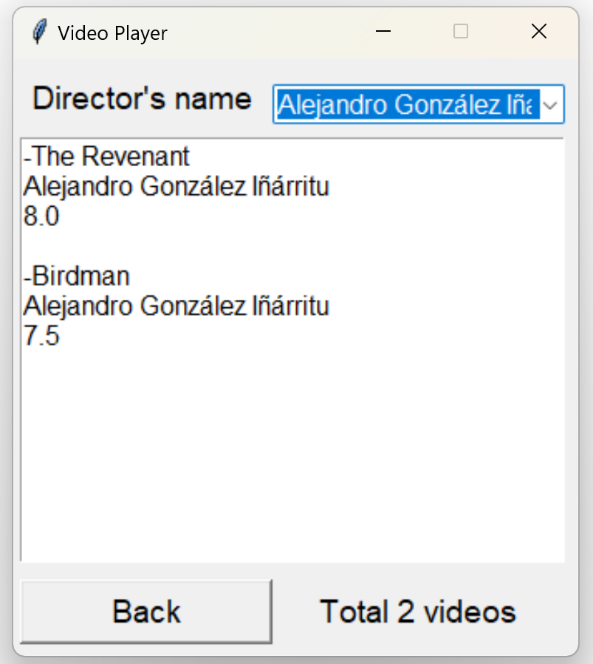 Video Player
Director's name
Alejandro González Iñá
-The Revenant
Alejandro González Iñárritu
8.0
-Birdman
Alejandro González Iñárritu
7.5
Back
Total 2 videos